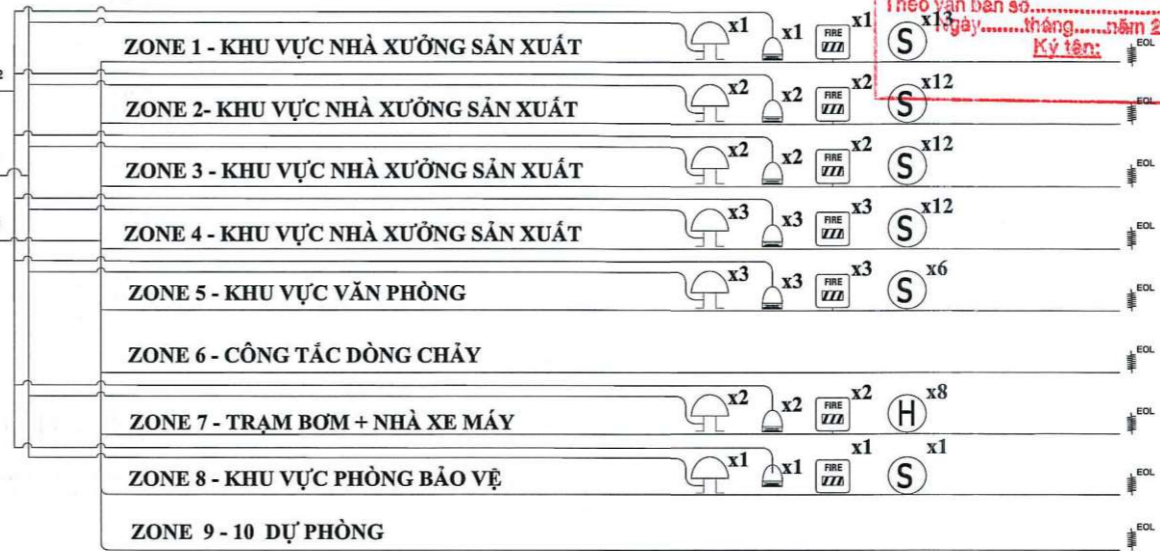 Theo văn bản số
x1 x1 x1 x13 Ngày.........tháng......năm 2
ZONE 1 - KHU VỰC NHÀ XƯỞNG SẢN XUẤT FIRE S Ký tên: EOL
x2 x2 x2 x12
ZONE 2- KHU VỰC NHÀ XƯỞNG SẢN XUẤT FIRE S EOL
x2 x2 x2 x12
ZONE 3 - KHU VỰC NHÀ XƯỞNG SẢN XUẤT FIRE S EOL
x3 x3 x3 x12
ZONE 4 - KHU VỰC NHÀ XƯỞNG SẢN XUẤT FIRE S EOL
x3 x3 x3 x6
ZONE 5 - KHU VỰC VĂN PHÒNG FIRE S EOL
ZONE 6 - CÔNG TẮC DÒNG CHẢY EOL
x2 x2 x2 x8
ZONE 7 - TRẠM BƠM + NHÀ XE MÁY FIRE H EOL
x1 x1 x1 x1
ZONE 8 - KHU VỰC PHÒNG BẢO VỆ FIRE S EOL
ZONE 9 - 10 DỰ PHÒNG EOL